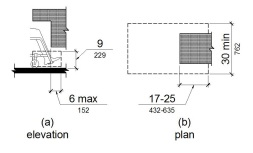 9
229
6 max
152
(a)
elevation
30 min
762
17-25
432-635
(b)
plan